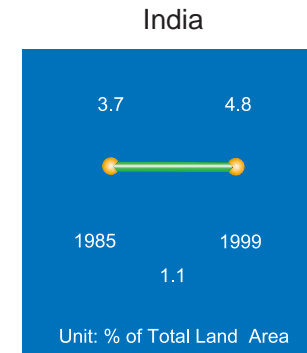 India
3.7 4.8
1985 1999
1.1
Unit: % of Total Land Area